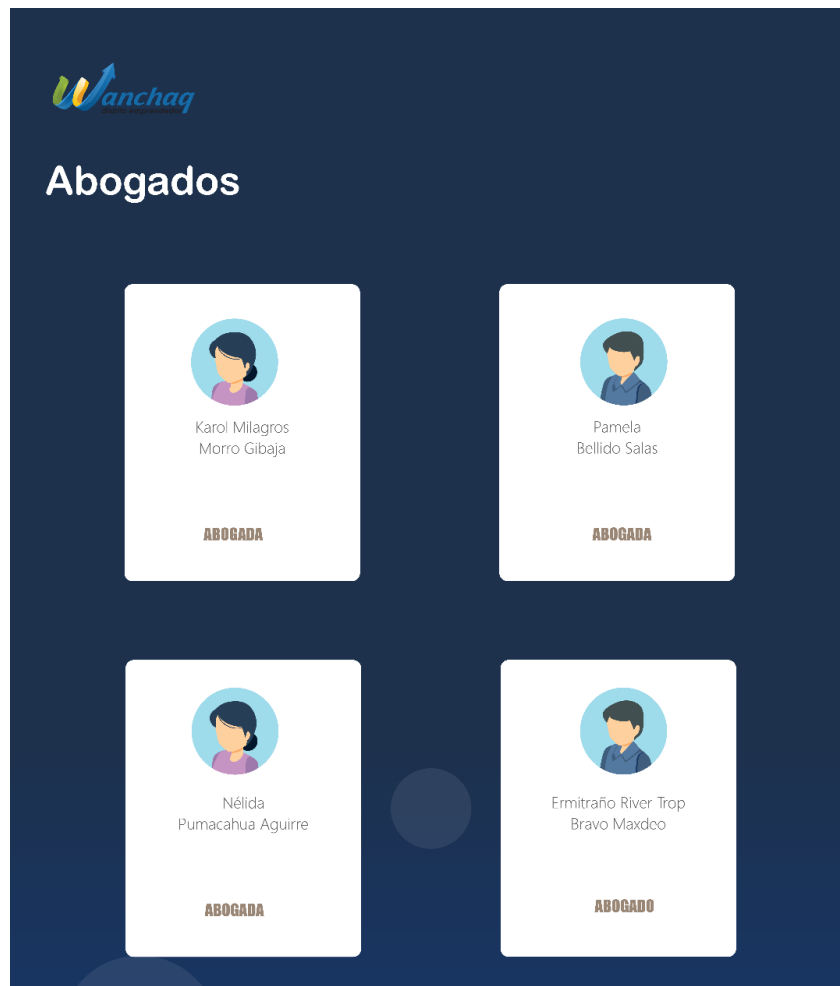 Wanchaq
Abogados
Karol Milagros
Morro Gibaja
ABOGADA
Pamela
Bellido Salas
ABOGADA
Nélida
Pumacahua Aguirre
ABOGADA
Ermitraño River Trop
Bravo Maxdeo
ABOGADO